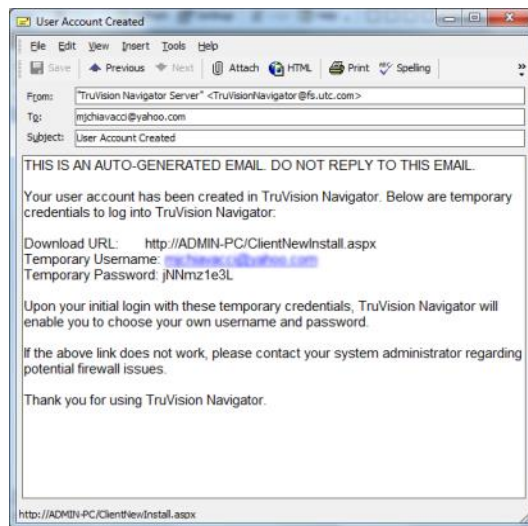 User Account Created
File Edit View Insert Tools Help
Save Previous Next Attach HTML Print Spelling
From: "TruVision Navigator Server" <TruVisionNavigator@fs.utc.com>
To: mjchiavacci@yahoo.com
Subject: User Account Created
THIS IS AN AUTO-GENERATED EMAIL. DO NOT REPLY TO THIS EMAIL.
Your user account has been created in TruVision Navigator. Below are temporary
credentials to log into TruVision Navigator:
Download URL: http://ADMIN-PC/ClientNewInstall.aspx
Temporary Username:
Temporary Password: jNNmz1e3L
Upon your initial login with these temporary credentials, TruVision Navigator will
enable you to choose your own username and password.
If the above link does not work, please contact your system administrator regarding
potential firewall issues.
Thank you for using TruVision Navigator.
http://ADMIN-PC/ClientNewInstall.aspx